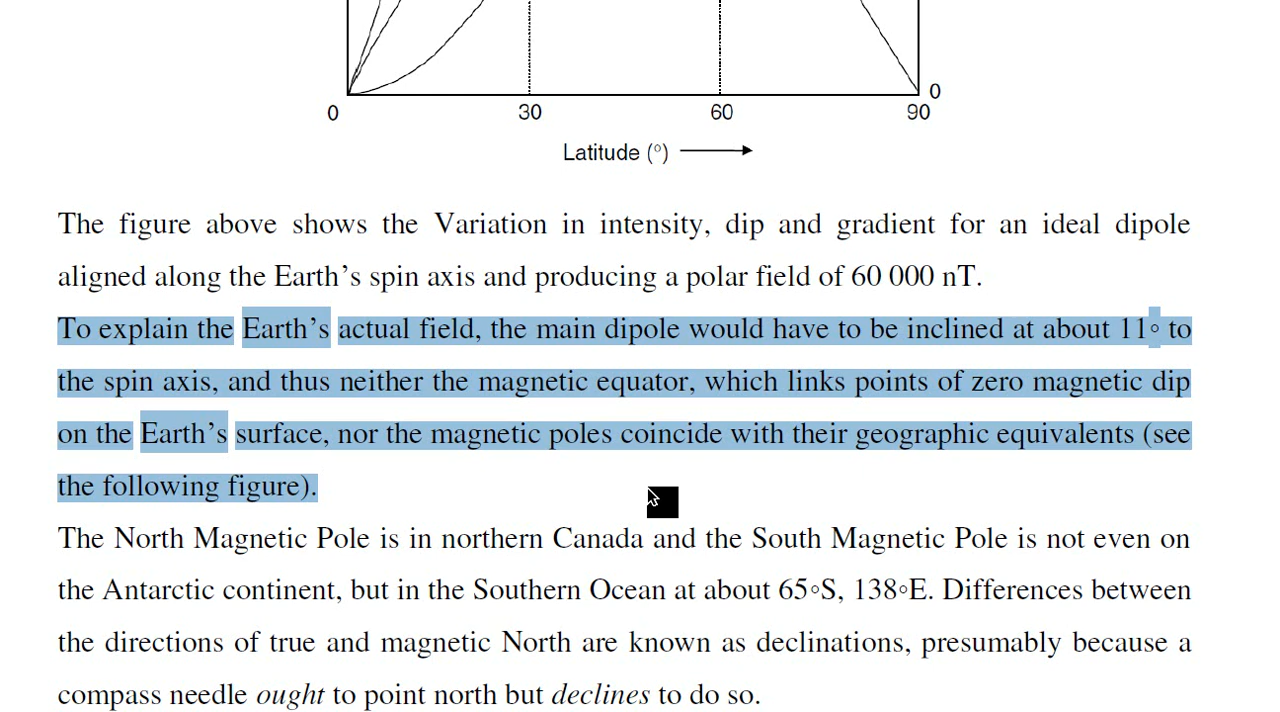 0
0 30 60 90
Latitude (°)
The figure above shows the Variation in intensity, dip and gradient for an ideal dipole
aligned along the Earth’s spin axis and producing a polar field of 60 000 nT.
To explain the Earth’s actual field, the main dipole would have to be inclined at about 11◦ to
the spin axis, and thus neither the magnetic equator, which links points of zero magnetic dip
on the Earth’s surface, nor the magnetic poles coincide with their geographic equivalents (see
the following figure).
The North Magnetic Pole is in northern Canada and the South Magnetic Pole is not even on
the Antarctic continent, but in the Southern Ocean at about 65◦S, 138◦E. Differences between
the directions of true and magnetic North are known as declinations, presumably because a
compass needle ought to point north but declines to do so.